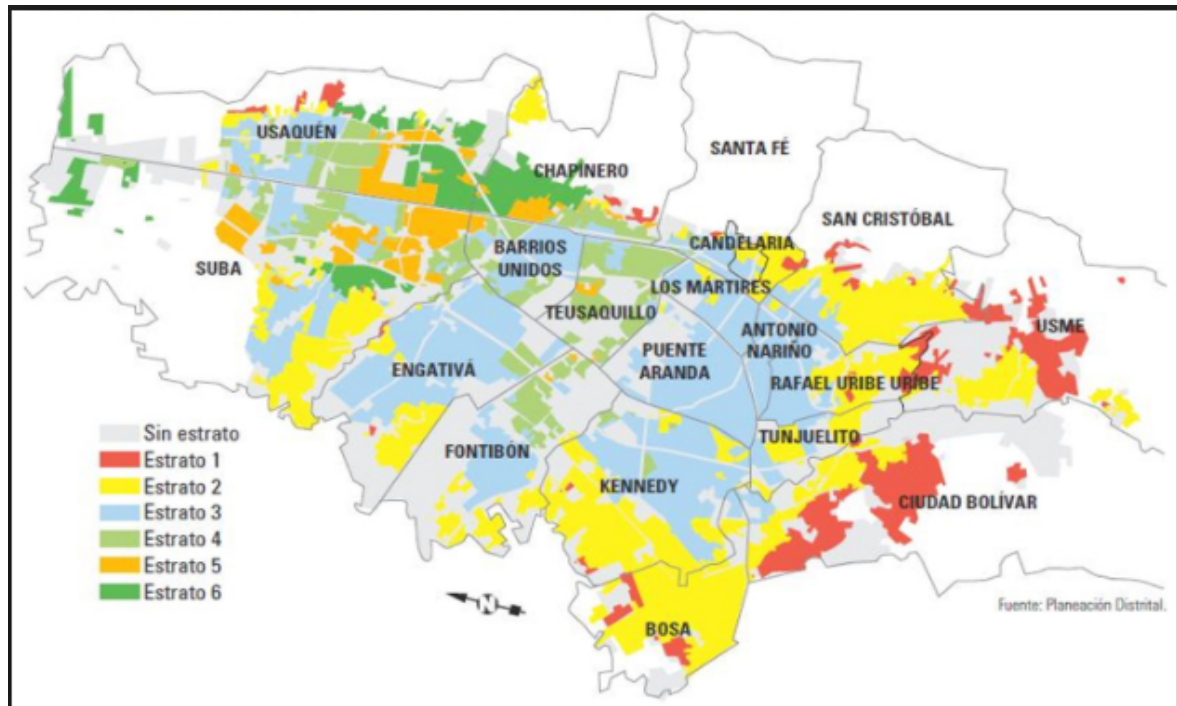 USAQUÉN
SANTA FÉ
CHAPINERO
SAN CRISTÓBAL
CANDELARIA
BARRIOS
UNIDOS
SUBA
LOS MÁRTIRES
TEUSAQUILLO
USME
ANTONIO
NARIÑO
PUENTE
ARANDA
ENGATIVÁ
RAFAEL URIBE URÍBE
Sin estrato
Estrato 1
Estrato 2
Estrato 3
Estrato 4
Estrato 5
Estrato 6
TUNJUELITO
FONTIBÓN
KENNEDY
CIUDAD BOLÍVAR
N
Fuente: Planeación Distrital.
BOSA